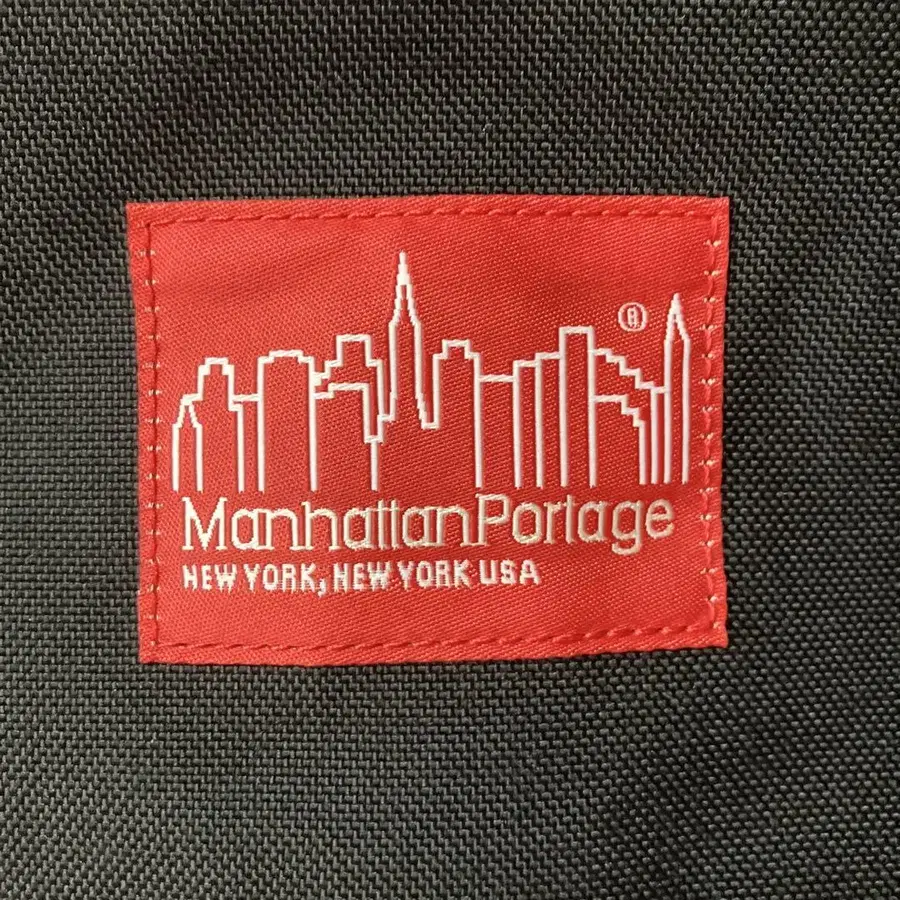 ®
ManhattanPortage
NEW YORK, NEW YORK USA